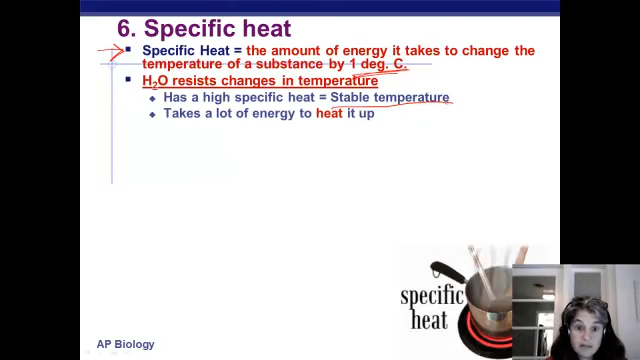 6. Specific heat
Specific Heat = the amount of energy it takes to change the
temperature of a substance by 1 deg. C.
H₂O resists changes in temperature
Has a high specific heat = Stable temperature
Takes a lot of energy to heat it up
specific
heat
AP Biology